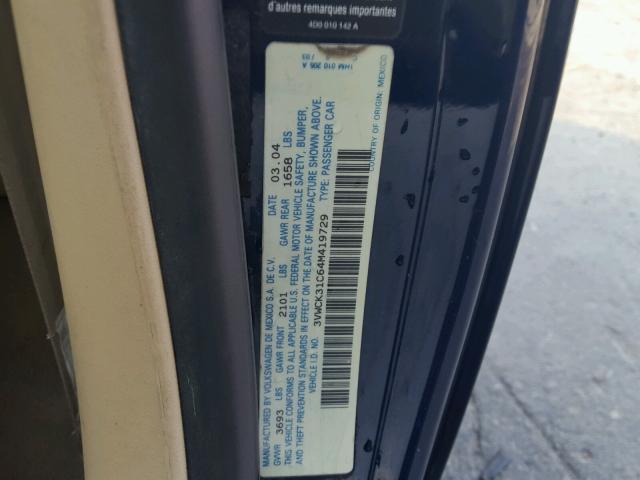 d'autres remarques importantes
4D0 010 142 A
1HM 010 205 A
MANUFACTURED BY VOLKSWAGEN DE MEXICO S.A. DE C.V. DATE 03.04
GVWR 3693 LBS GAWR FRONT 2101 LBS GAWR REAR 1658 LBS
THIS VEHICLE CONFORMS TO ALL APPLICABLE U.S. FEDERAL MOTOR VEHICLE SAFETY, BUMPER,
AND THEFT PREVENTION STANDARDS IN EFFECT ON THE DATE OF MANUFACTURE SHOWN ABOVE.
VEHICLE I.D. NO. 3VWCK31C64M419729 TYPE: PASSENGER CAR
COUNTRY OF ORIGIN: MEXICO